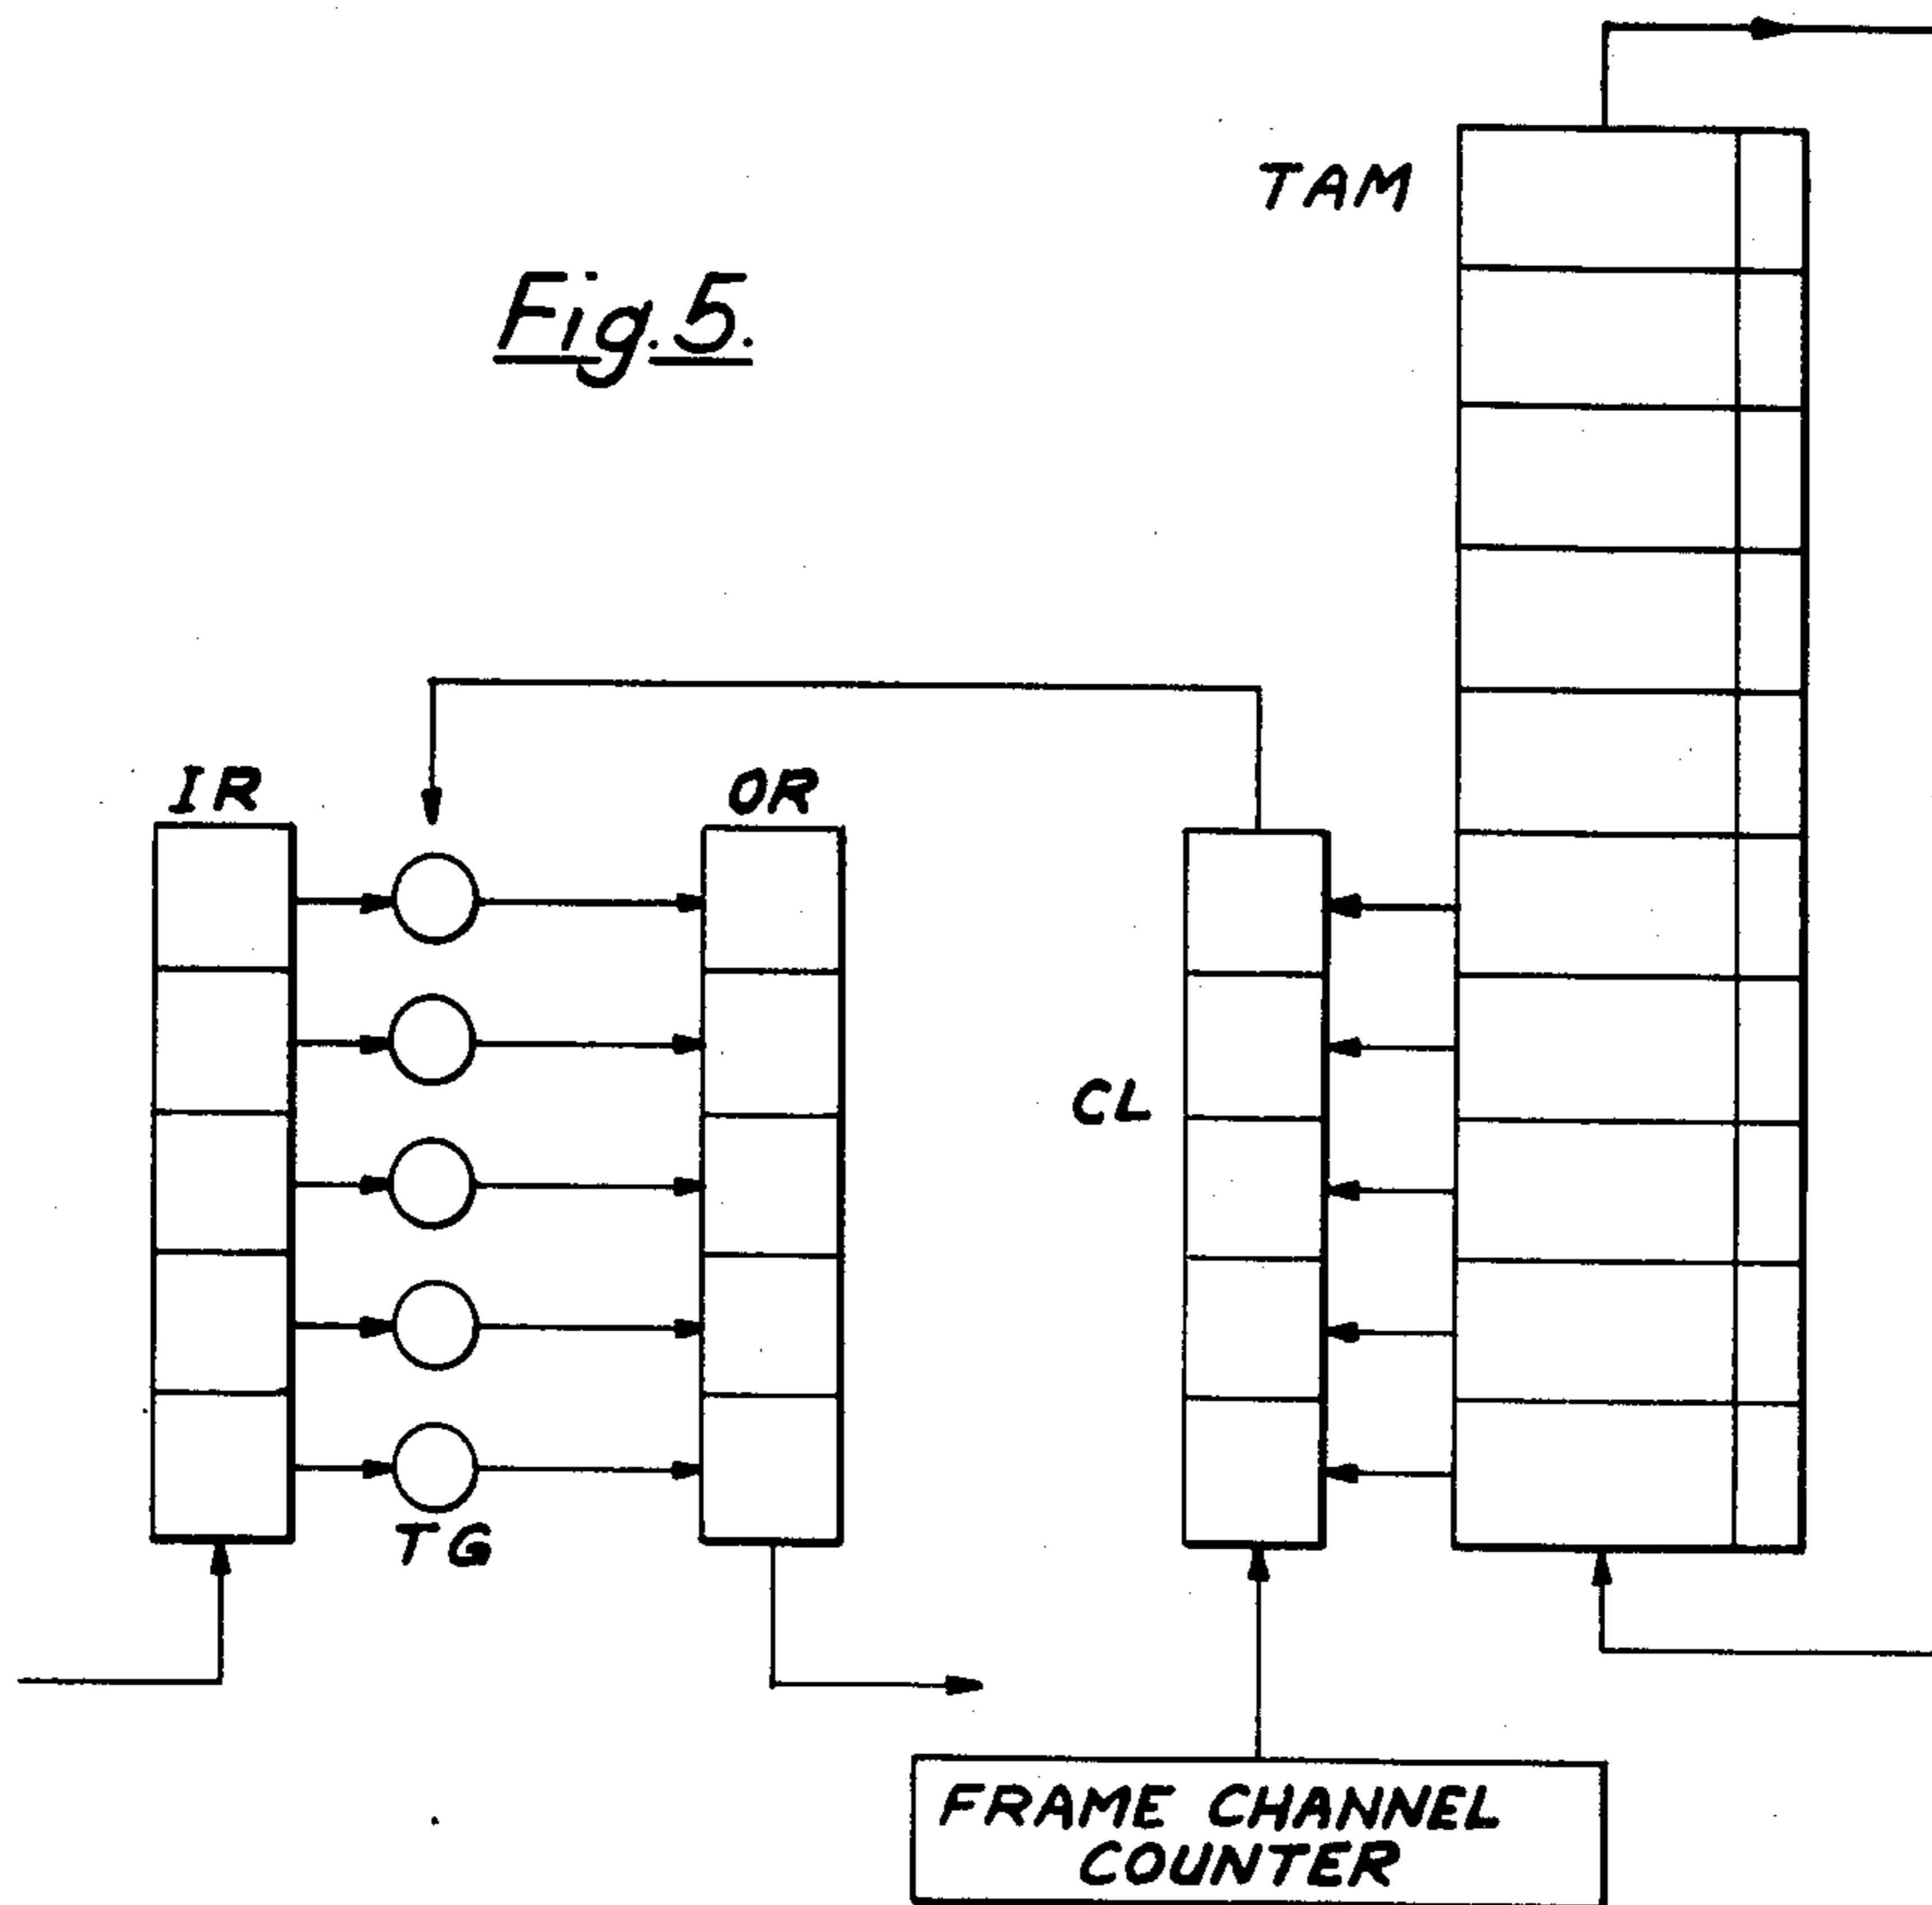 TAM
Fig.5.
IR
OR
CL
TG
FRAME CHANNEL
COUNTER